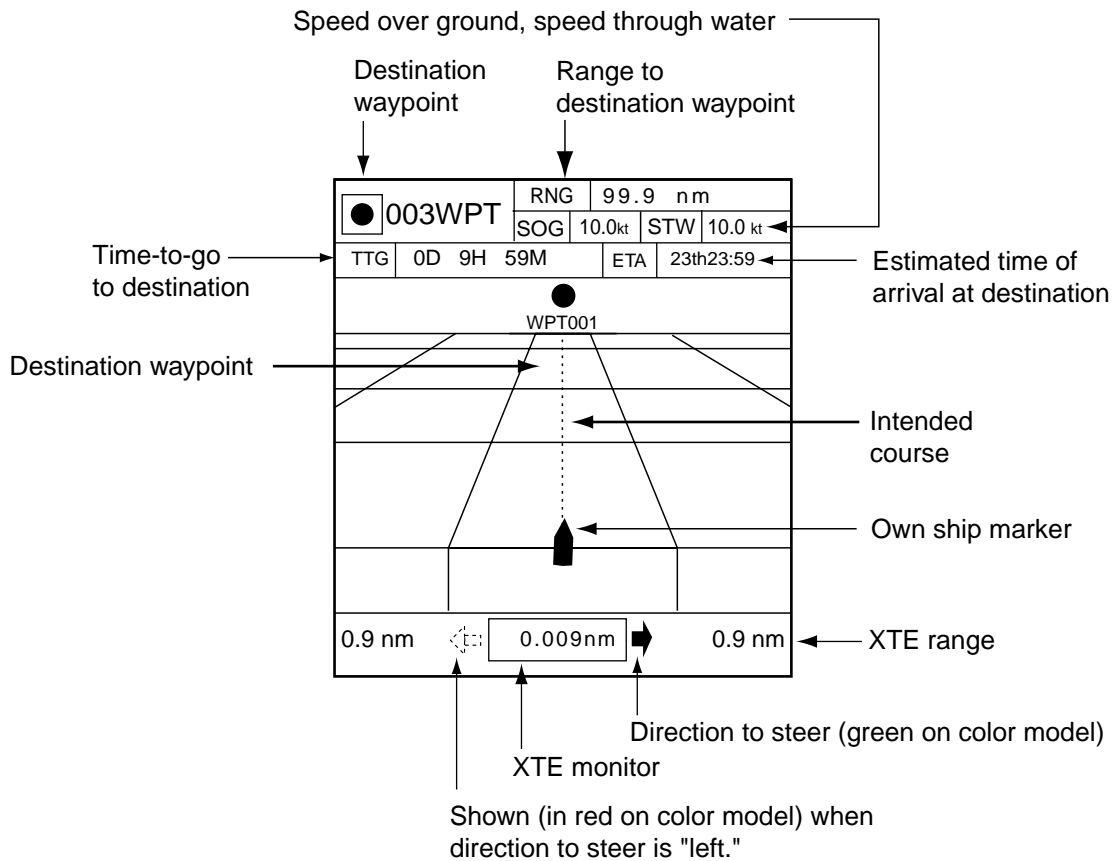 Speed over ground, speed through water
Destination
waypoint
Range to
destination waypoint
003WPT
RNG 99.9 nm
SOG 10.0kt STW 10.0 kt
Time-to-go
to destination
TTG 0D 9H 59M ETA 23th23:59
Estimated time of
arrival at destination
WPT001
Destination waypoint
Intended
course
Own ship marker
0.9 nm 0.009nm 0.9 nm
XTE range
Direction to steer (green on color model)
XTE monitor
Shown (in red on color model) when
direction to steer is "left."